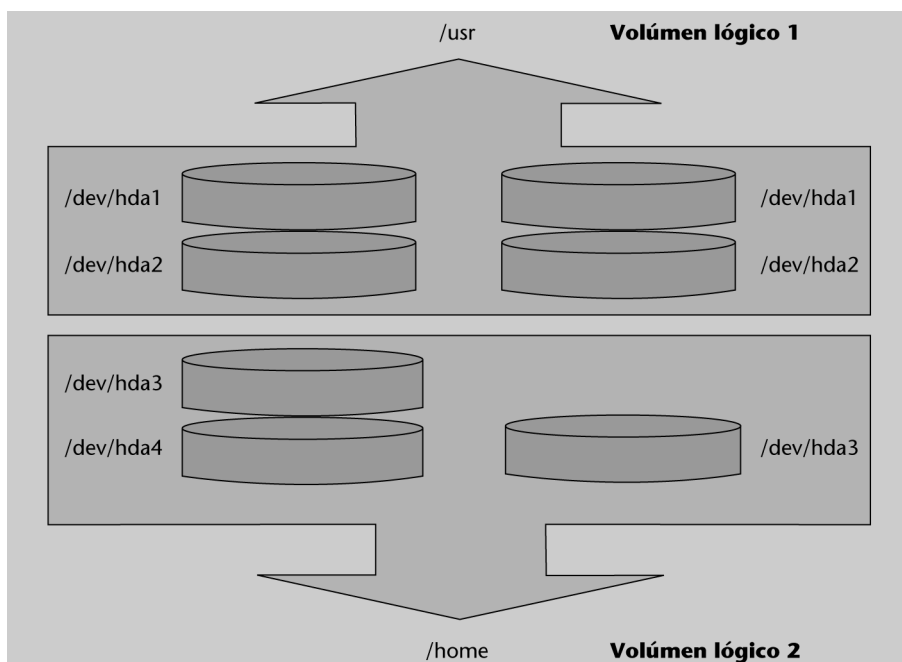 /usr Volúmen lógico 1
/dev/hda1 /dev/hda1
/dev/hda2 /dev/hda2
/dev/hda3
/dev/hda4 /dev/hda3
/home Volúmen lógico 2